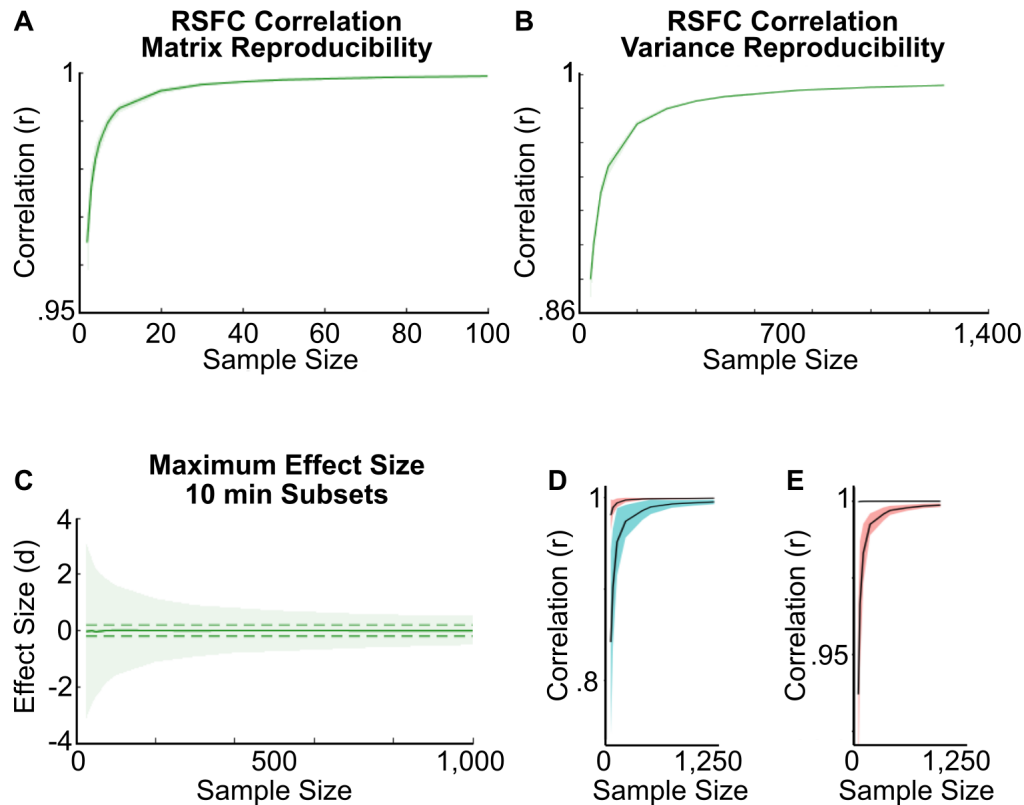 A
RSFC Correlation
Matrix Reproducibility
1
.95
Correlation (r)
0 20 40 60 80 100
Sample Size
B
RSFC Correlation
Variance Reproducibility
1
.86
Correlation (r)
0 700 1,400
Sample Size
C
Maximum Effect Size
10 min Subsets
4
2
0
-2
-4
Effect Size (d)
0 500 1,000
Sample Size
D
1
.8
Correlation (r)
0 1,250
Sample Size
E
1
.95
Correlation (r)
0 1,250
Sample Size